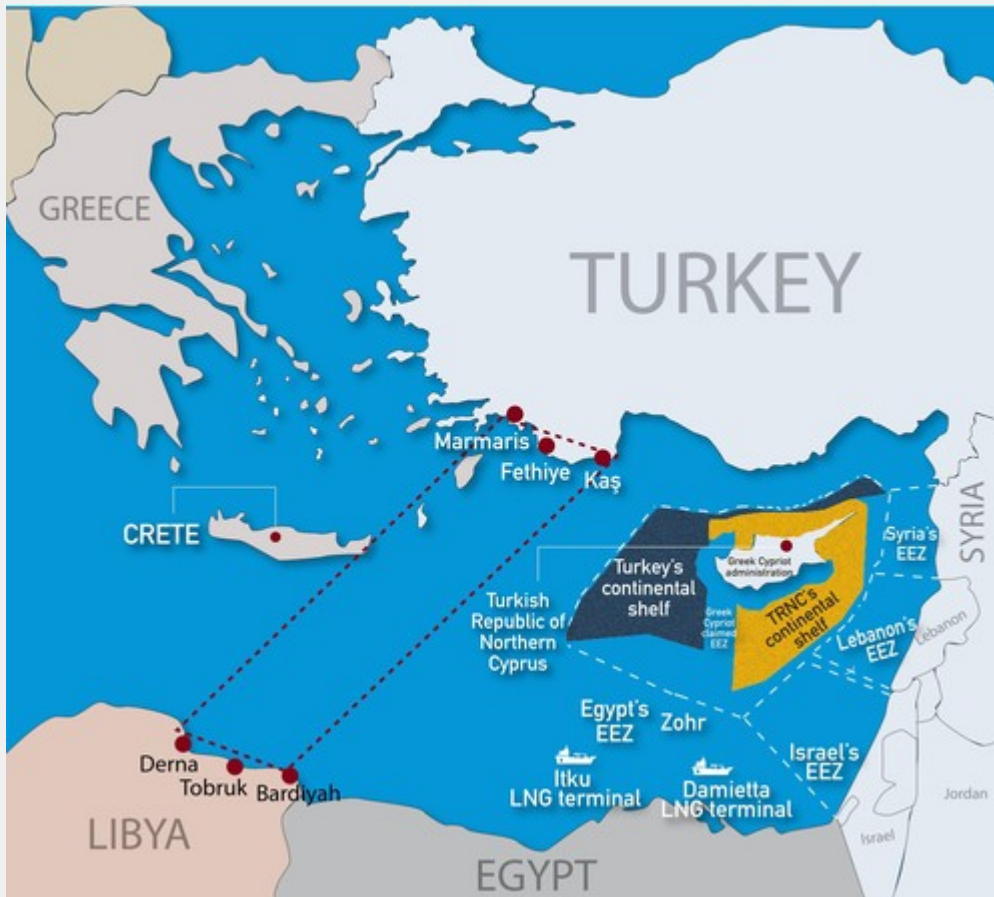 GREECE
TURKEY
Marmaris
Fethiye
Kaş
CRETE
SYRIA
Syria's
EEZ
Greek Cypriot
administration
Turkey's
continental
shelf
Greek
Cypriot
claimed
EEZ
TRNC's
continental
shelf
Turkish
Republic of
Northern
Cyprus
Lebanon's
EEZ
Lebanon
Egypt's
EEZ
Zohr
Israel's
EEZ
Itku
LNG terminal
Damietta
LNG terminal
Derna
Tobruk
Bardiyah
LIBYA
EGYPT
Israel
Jordan